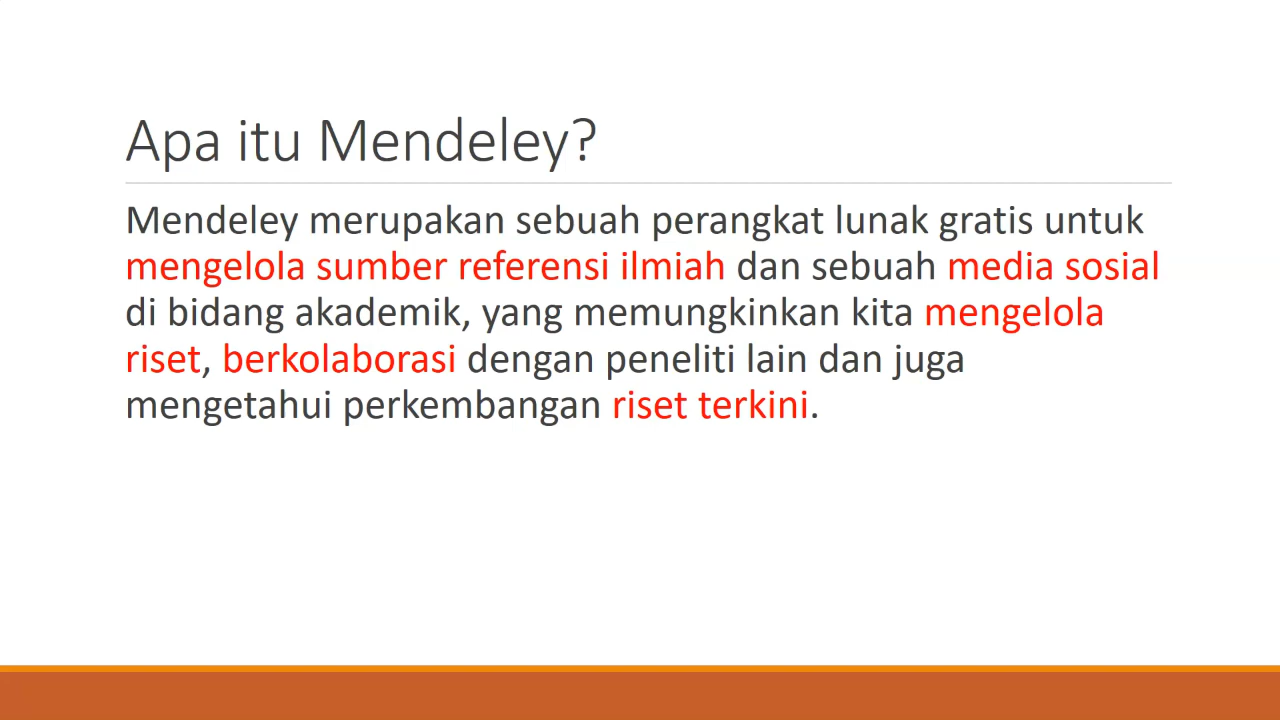 Apa itu Mendeley?
Mendeley merupakan sebuah perangkat lunak gratis untuk
mengelola sumber referensi ilmiah dan sebuah media sosial
di bidang akademik, yang memungkinkan kita mengelola
riset, berkolaborasi dengan peneliti lain dan juga
mengetahui perkembangan riset terkini.